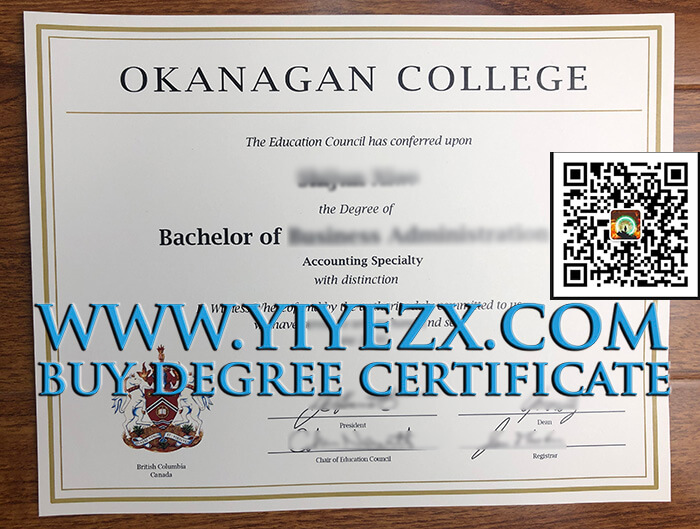 OKANAGAN COLLEGE
The Education Council has conferred upon
the Degree of
Bachelor of
Accounting Specialty
with distinction
WWW.YIYEZX.COM
BUY DEGREE CERTIFICATE
President
Dean
Chair of Education Council
Registrar
British Columbia
Canada